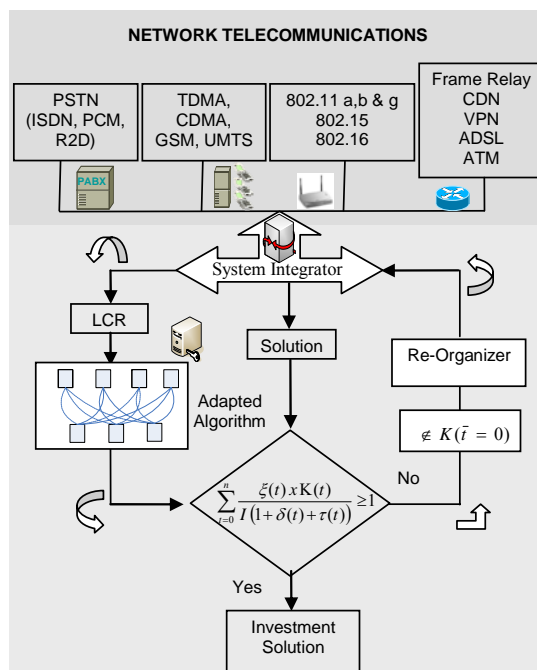 NETWORK TELECOMMUNICATIONS
PSTN
(ISDN, PCM,
R2D)
TDMA,
CDMA,
GSM, UMTS
802.11 a,b & g
802.15
802.16
Frame Relay
CDN
VPN
ADSL
ATM
PABX
System Integrator
LCR
Solution
Re-Organizer
Adapted
Algorithm
∉ K(t̄ = 0)
No
∑_{t=0}^{n} ξ(t) x K(t) / I(1+δ(t)+τ(t)) ≥1
Yes
Investment
Solution